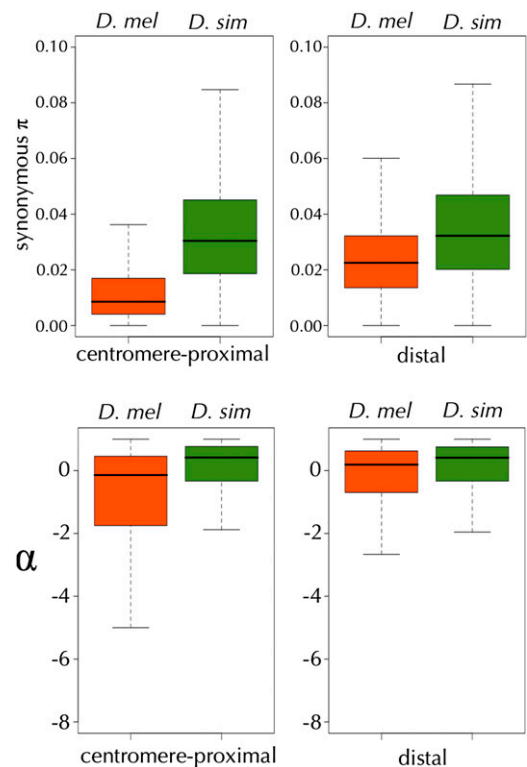 D. mel D. sim D. mel D. sim
0.10 0.10
0.08 0.08
0.06 0.06
0.04 0.04
0.02 0.02
0.00 0.00
synonymous π
centromere-proximal distal
D. mel D. sim D. mel D. sim
0 0
-2 -2
-4 -4
-6 -6
-8 -8
α
centromere-proximal distal